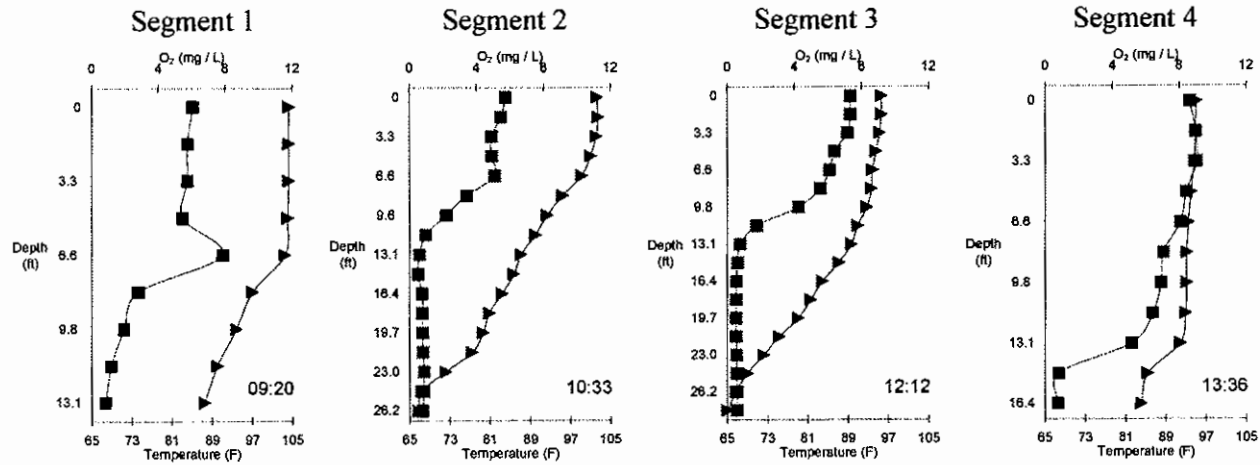 Segment 1
O₂ (mg / L)
0 4 8 12
0
3.3
Depth
(ft)
6.6
9.8
13.1
09:20
65 73 81 89 97 105
Temperature (F)
Segment 2
O₂ (mg / L)
0 4 8 12
0
3.3
6.6
9.8
Depth
(ft)
13.1
16.4
19.7
23.0
26.2
10:33
65 73 81 89 97 105
Temperature (F)
Segment 3
O₂ (mg / L)
0 4 8 12
0
3.3
6.6
9.8
Depth
(ft)
13.1
16.4
19.7
23.0
26.2
12:12
65 73 81 89 97 105
Temperature (F)
Segment 4
O₂ (mg / L)
0 4 8 12
0
3.3
6.6
Depth
(ft)
9.8
13.1
16.4
13:36
65 73 81 89 97 105
Temperature (F)